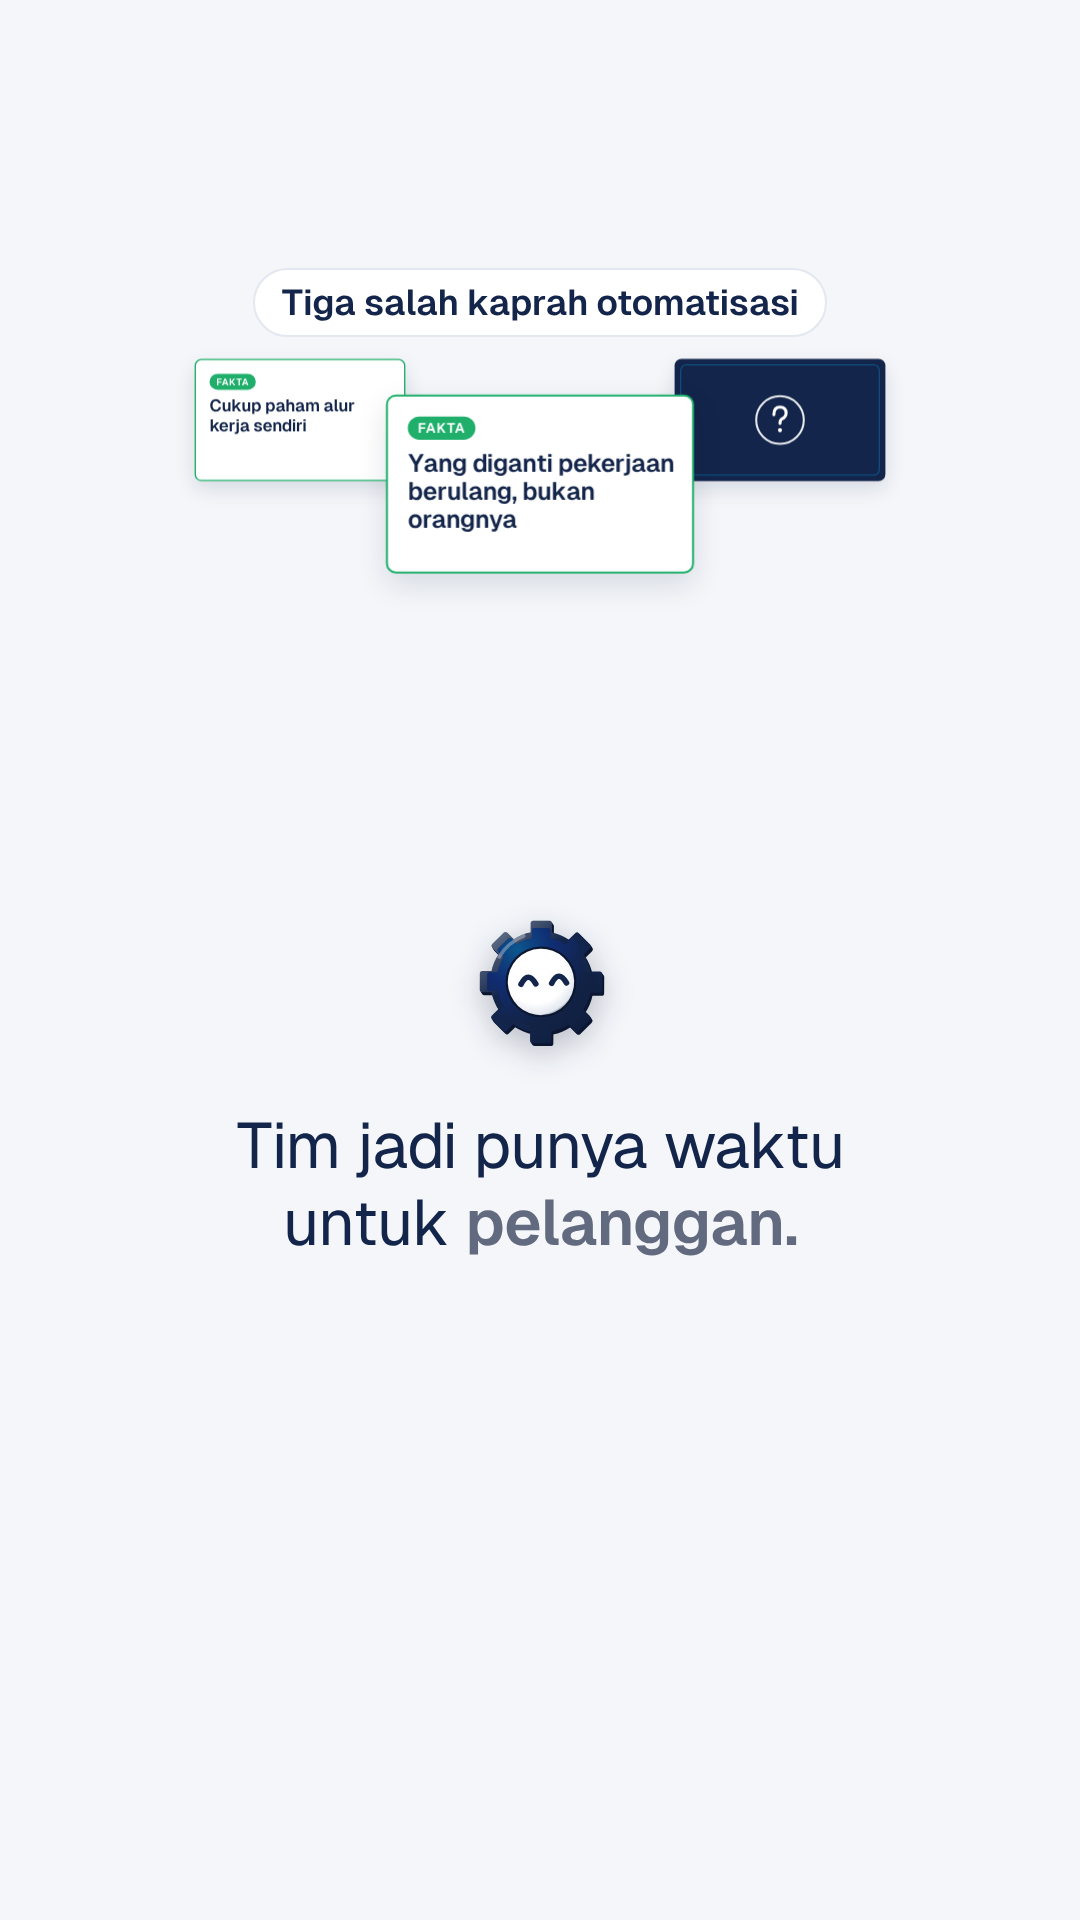 Tiga salah kaprah otomatisasi
FAKTA
Cukup paham alur
kerja sendiri
FAKTA
Yang diganti pekerjaan
berulang, bukan
orangnya
?
Tim jadi punya waktu
untuk pelanggan.